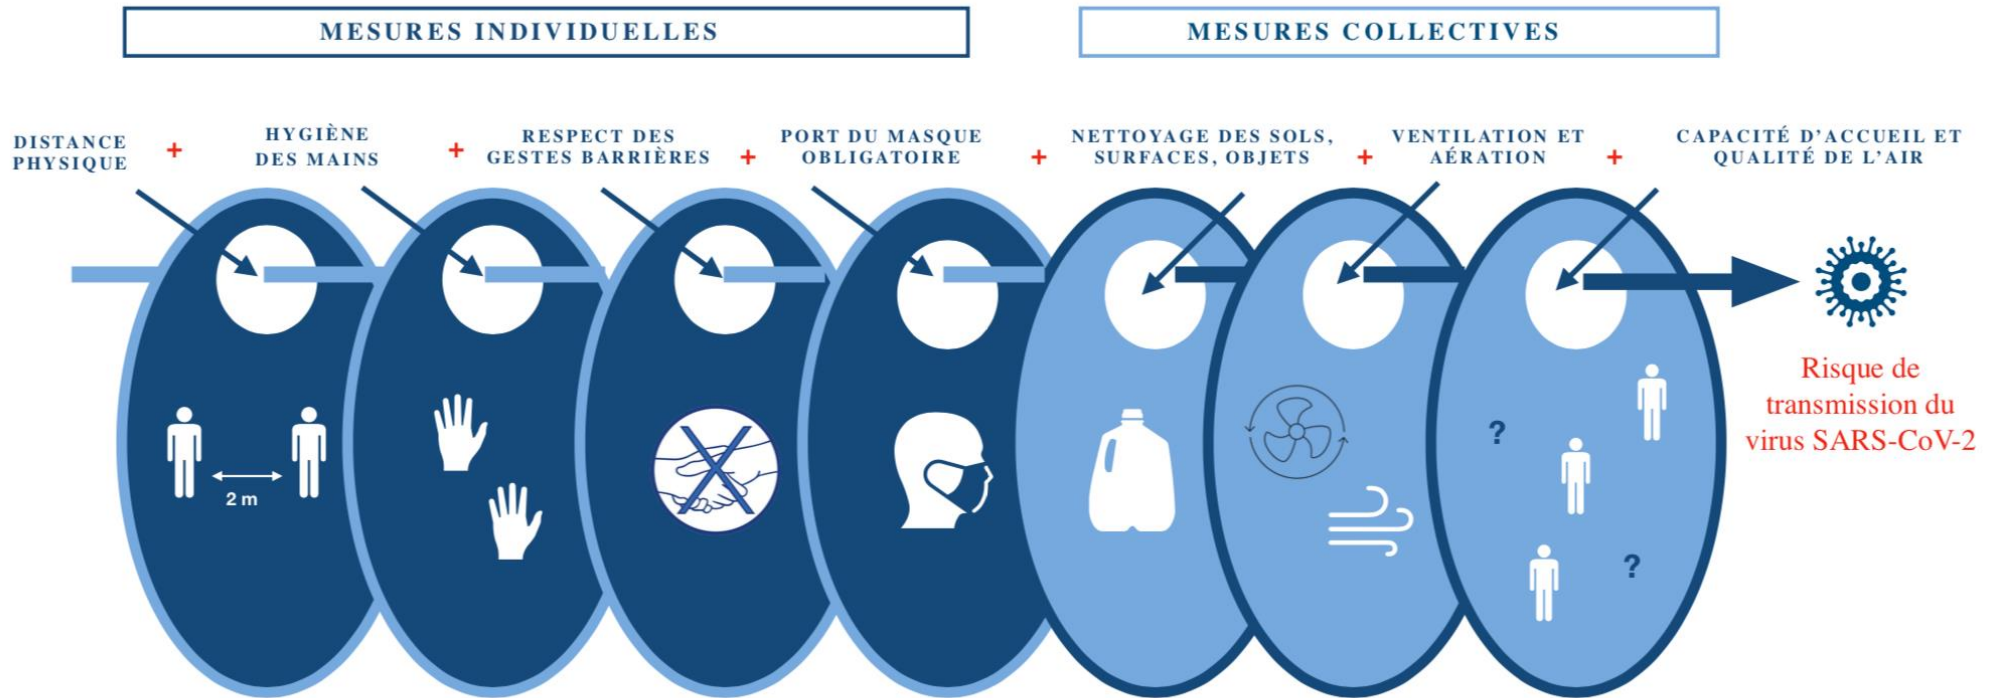 MESURES INDIVIDUELLES
MESURES COLLECTIVES
DISTANCE
PHYSIQUE
+
HYGIÈNE
DES MAINS
+
RESPECT DES
GESTES BARRIÈRES
+
PORT DU MASQUE
OBLIGATOIRE
+
NETTOYAGE DES SOLS,
SURFACES, OBJETS
+
VENTILATION ET
AÉRATION
+
CAPACITÉ D'ACCUEIL ET
QUALITÉ DE L'AIR
2 m
?
?
Risque de
transmission du
virus SARS-CoV-2